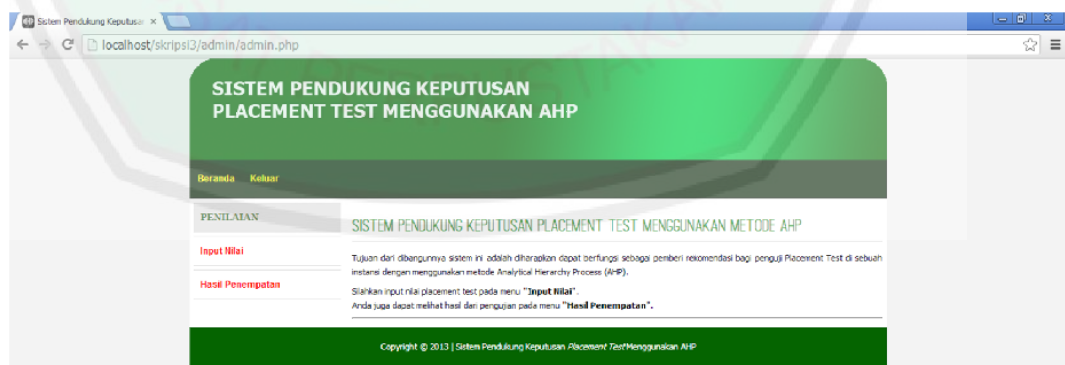 Sistem Pendukung Keputusan
localhost/skripsi3/admin/admin.php
SISTEM PENDUKUNG KEPUTUSAN
PLACEMENT TEST MENGGUNAKAN AHP
Beranda Keluar
PENILAIAN
Input Nilai
Hasil Penempatan
SISTEM PENDUKUNG KEPUTUSAN PLACEMENT TEST MENGGUNAKAN METODE AHP
Tujuan dari dibangunnya sistem ini adalah diharapkan dapat berfungsi sebagai pemberi rekomendasi bagi penguji Placement Test di sebuah
instansi dengan menggunakan metode Analytical Hierarchy Process (AHP).
Silahkan input nilai placement test pada menu "Input Nilai".
Anda juga dapat melihat hasil dari pengujian pada menu "Hasil Penempatan".
Copyright © 2013 | Sistem Pendukung Keputusan Placement Test Menggunakan AHP